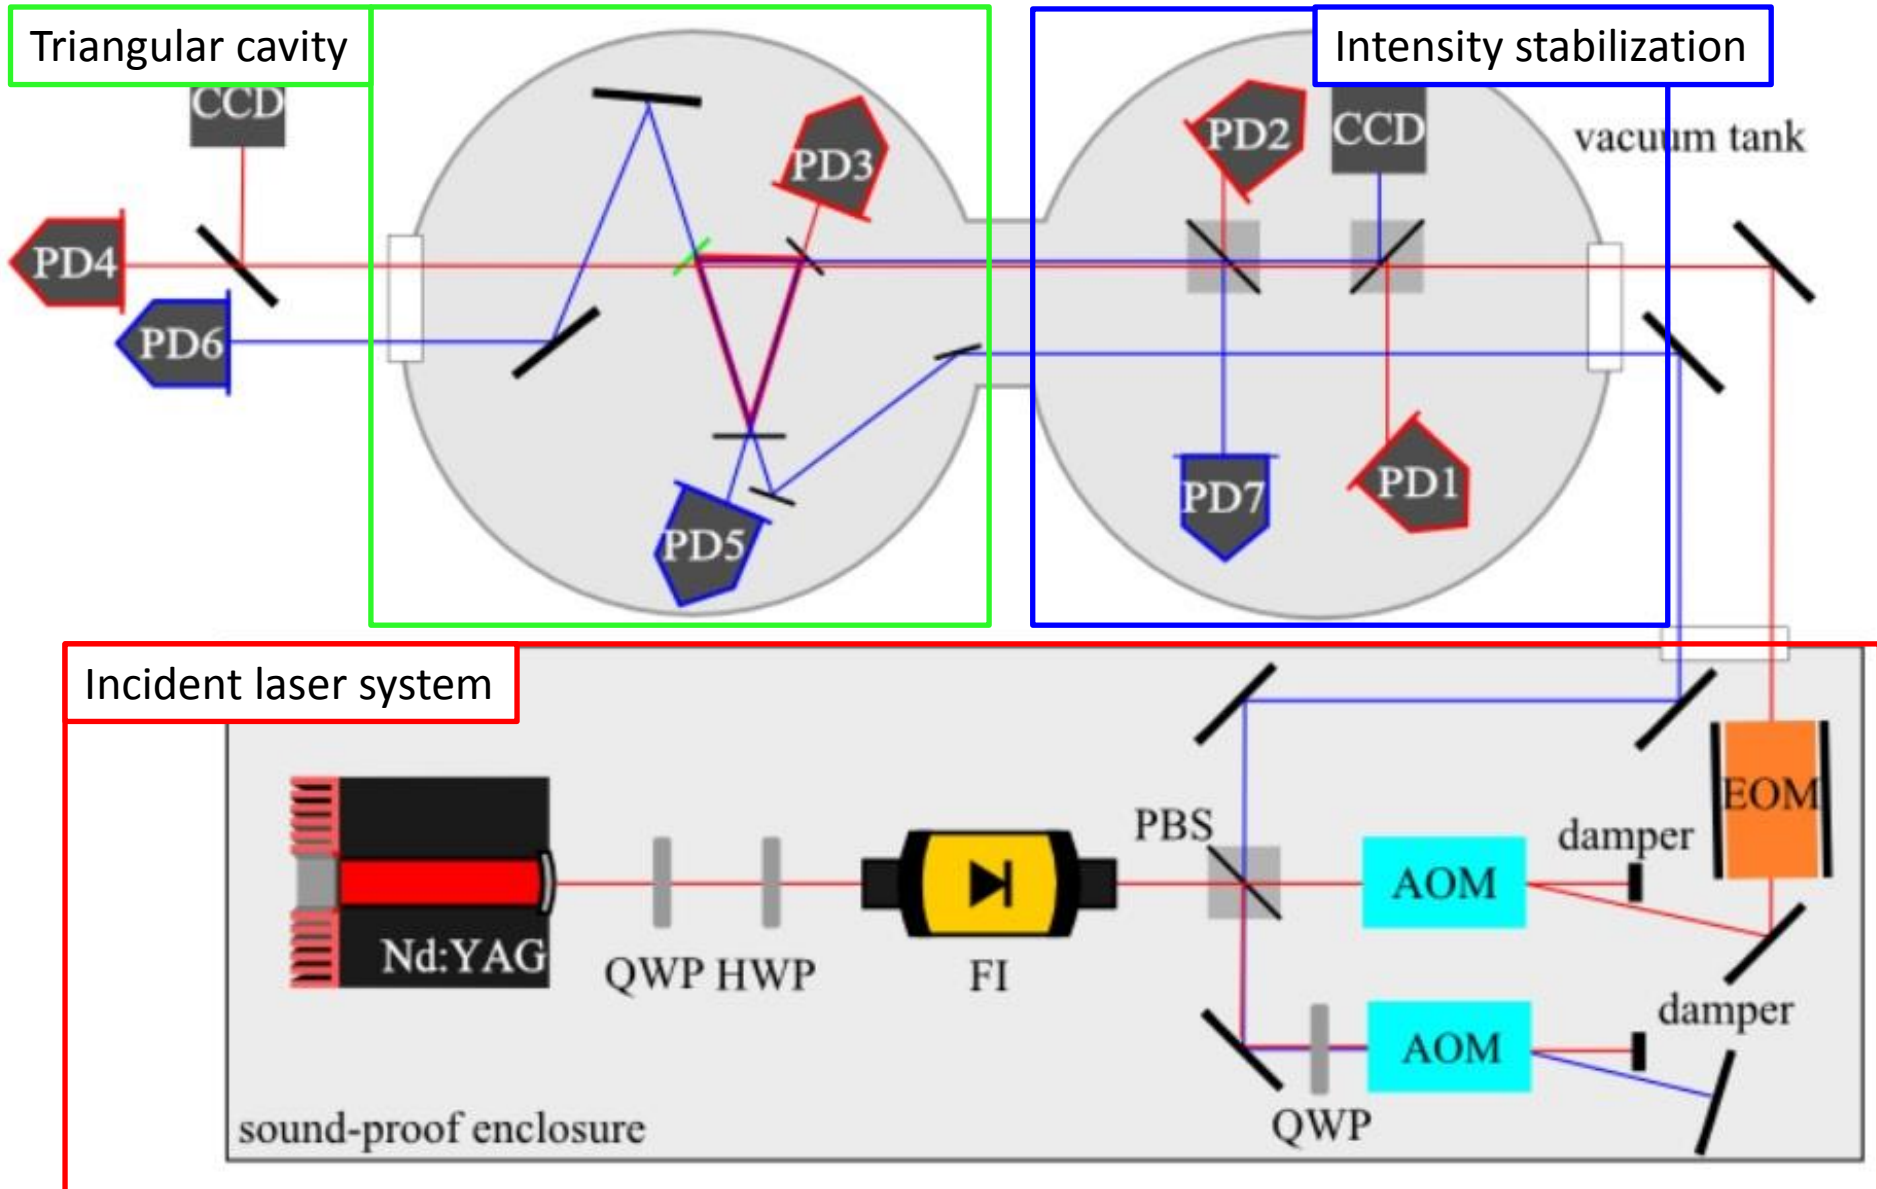 Triangular cavity
Intensity stabilization
CCD
PD3
PD2
CCD
vacuum tank
PD4
PD6
PD7
PD1
PD5
Incident laser system
EOM
PBS
damper
AOM
Nd:YAG
QWP HWP
FI
damper
AOM
QWP
sound-proof enclosure